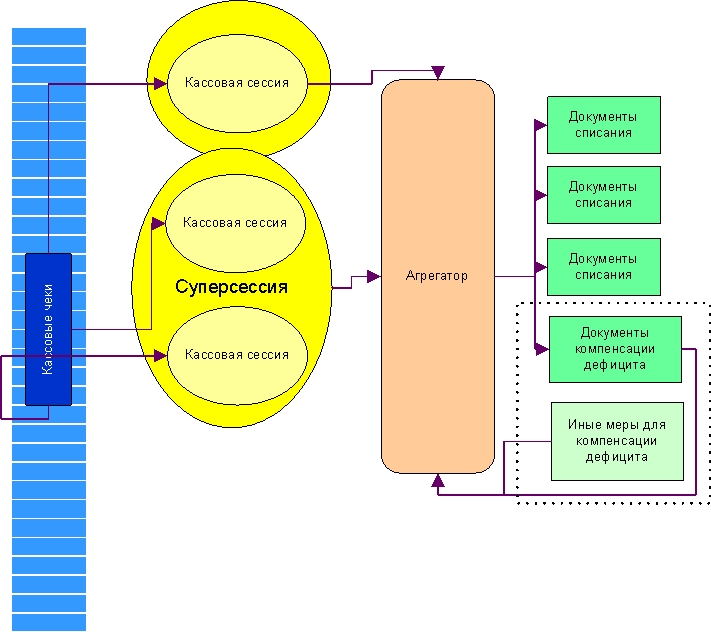 Кассовая сессия
Кассовая сессия
Суперсессия
Кассовая сессия
Кассовые чеки
Агрегатор
Документы
списания
Документы
списания
Документы
списания
Документы
компенсации
дефицита
Иные меры для
компенсации
дефицита